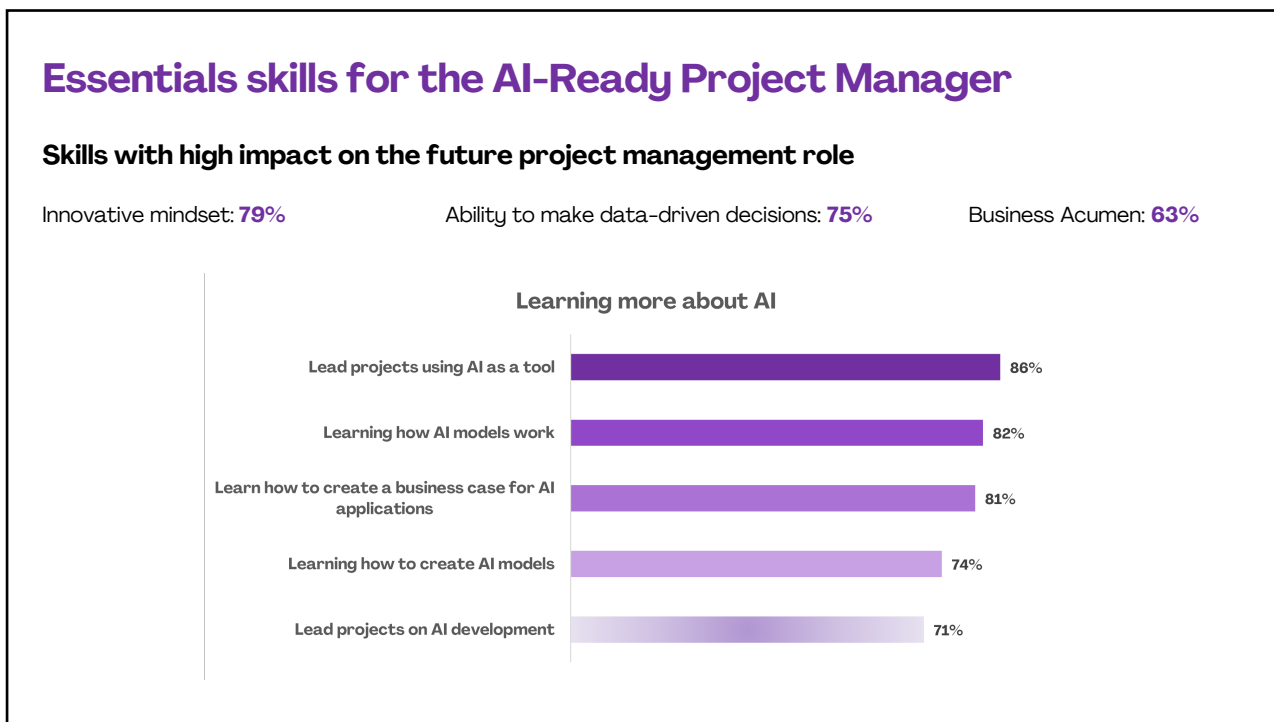 Essentials skills for the AI-Ready Project Manager
Skills with high impact on the future project management role
Innovative mindset: 79%
Ability to make data-driven decisions: 75%
Business Acumen: 63%
Learning more about AI
Lead projects using AI as a tool
86%
Learning how AI models work
82%
Learn how to create a business case for AI
applications
81%
Learning how to create AI models
74%
Lead projects on AI development
71%